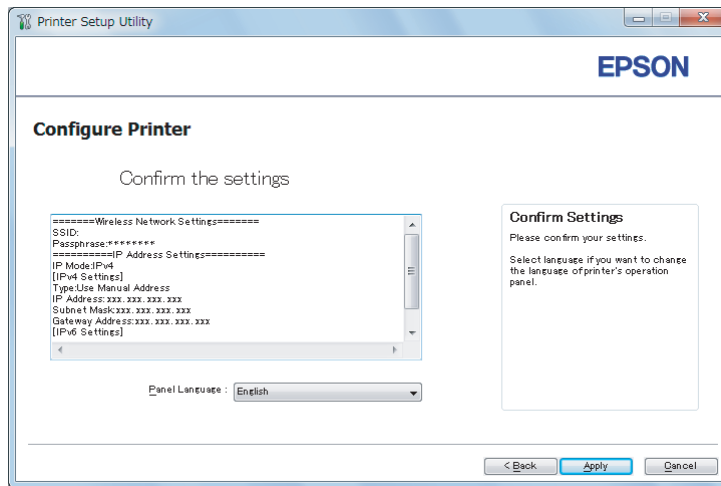 Printer Setup Utility
EPSON
Configure Printer
Confirm the settings
=======Wireless Network Settings=======
SSID:
Passphrase:********
==========IP Address Settings==========
IP Mode:IPv4
[IPv4 Settings]
Type:Use Manual Address
IP Address:xxx.xxx.xxx.xxx
Subnet Mask:xxx.xxx.xxx.xxx
Gateway Address:xxx.xxx.xxx.xxx
[IPv6 Settings]
Panel Language : English
Confirm Settings
Please confirm your settings.
Select language if you want to change
the language of printer's operation
panel.
< Back Apply Cancel